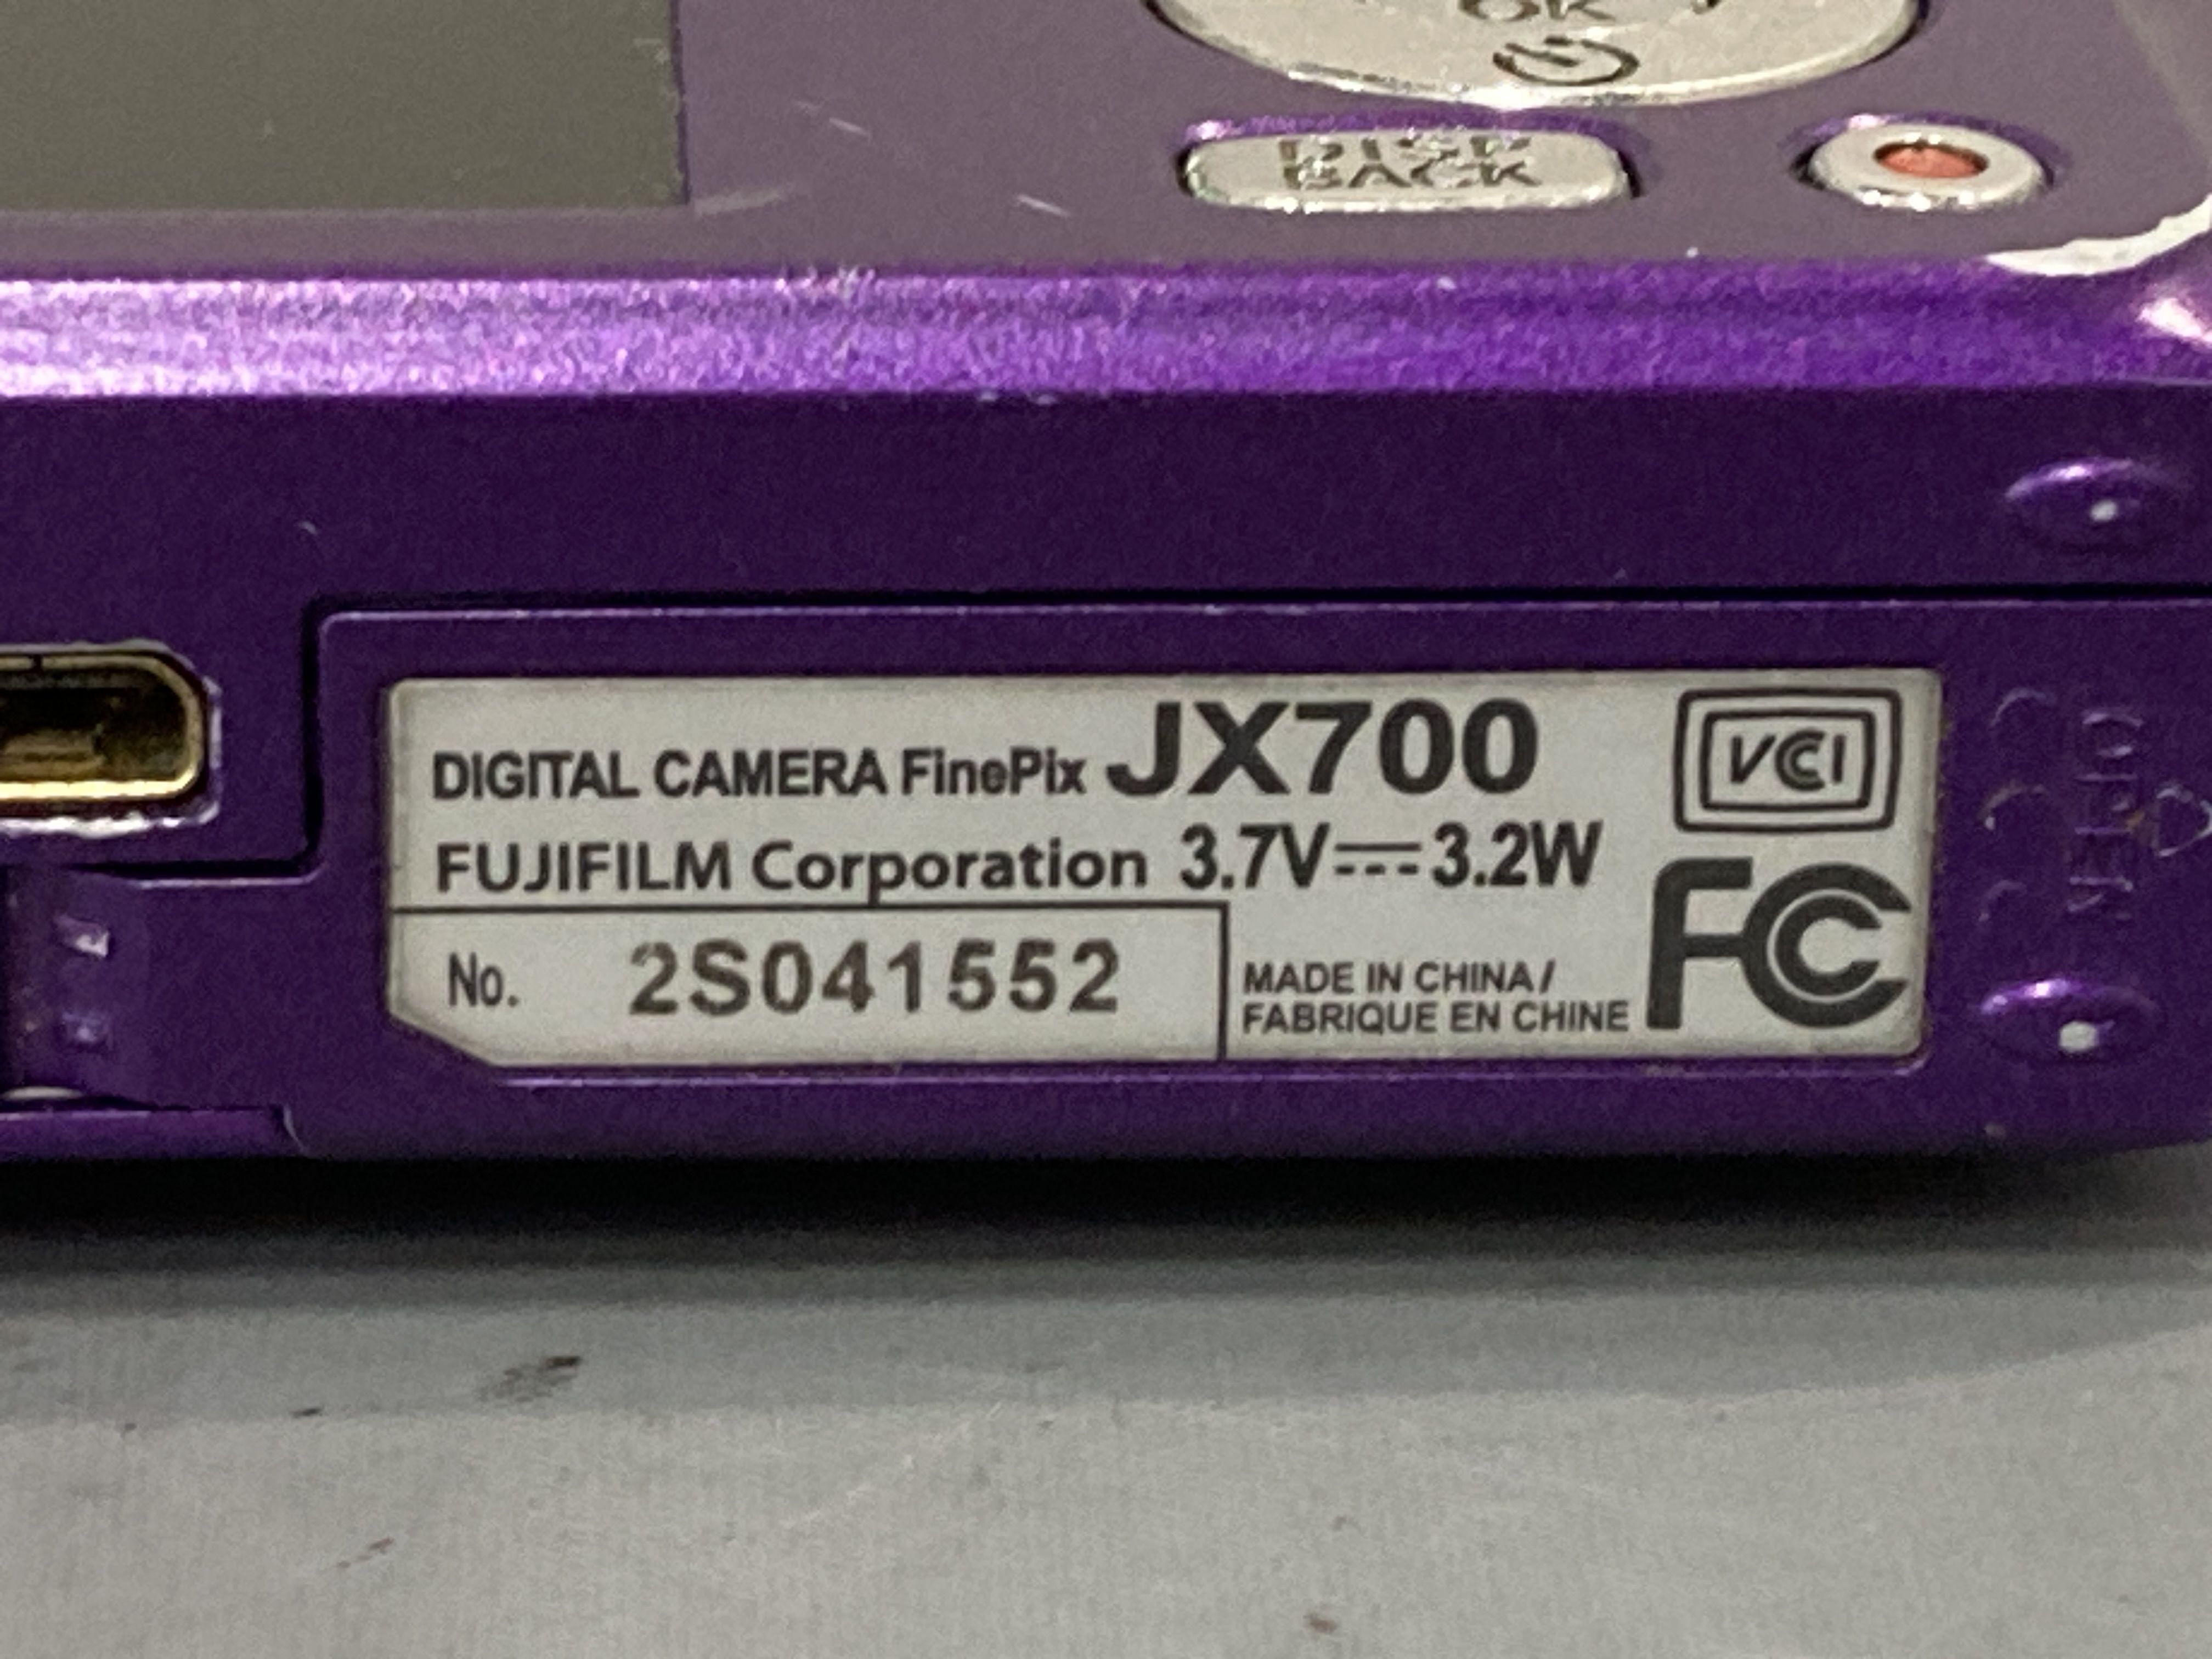 OK
DISP
BACK
DIGITAL CAMERA FinePix JX700
VCCI
FUJIFILM Corporation 3.7V⎓3.2W
FC
No. 2S041552
MADE IN CHINA/
FABRIQUE EN CHINE
OPEN